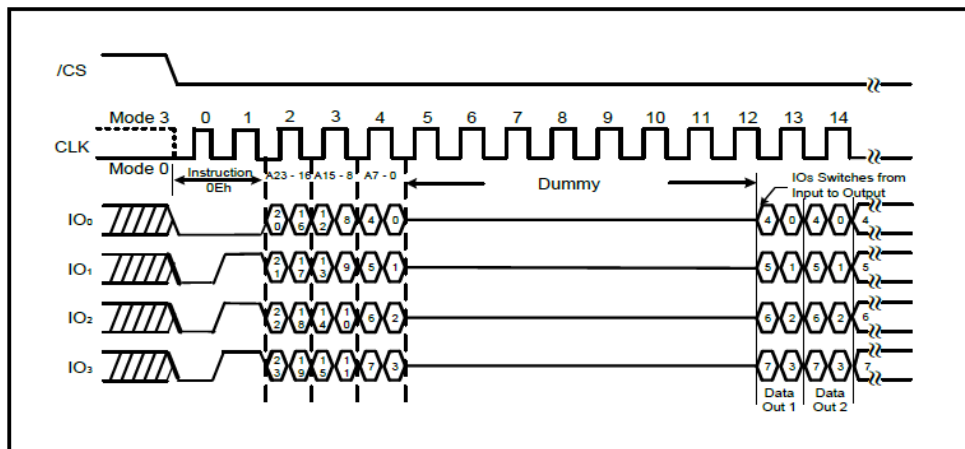 /CS
Mode 3 0 1 2 3 4 5 6 7 8 9 10 11 12 13 14
CLK
Mode 0
Instruction
0Eh
A23 - 16
A15 - 8
A7 - 0
Dummy
IOs Switches from
Input to Output
IO₀ 20 16 12 8 4 0 4 0 4 0 4
IO₁ 21 17 13 9 5 1 5 1 5 1 5
IO₂ 22 18 14 10 6 2 6 2 6 2 6
IO₃ 23 19 15 11 7 3 7 3 7 3 7
Data
Out 1
Data
Out 2